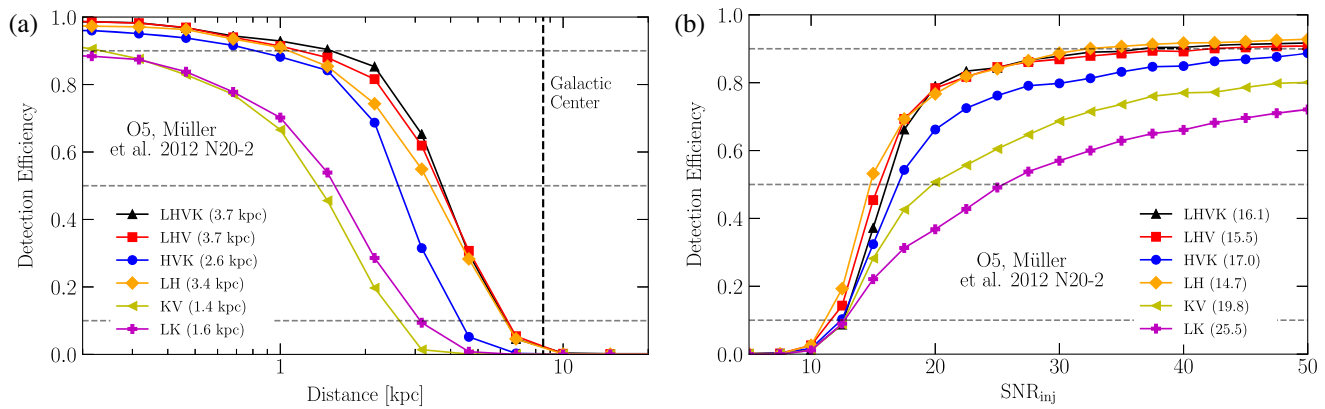 (a)
1.0
0.8
0.6
0.4
0.2
0.0
Detection Efficiency
Galactic
Center
O5, Müller
et al. 2012 N20-2
LHVK (3.7 kpc)
LHV (3.7 kpc)
HVK (2.6 kpc)
LH (3.4 kpc)
KV (1.4 kpc)
LK (1.6 kpc)
1
10
Distance [kpc]
(b)
1.0
0.8
0.6
0.4
0.2
0.0
Detection Efficiency
O5, Müller
et al. 2012 N20-2
LHVK (16.1)
LHV (15.5)
HVK (17.0)
LH (14.7)
KV (19.8)
LK (25.5)
10
20
30
40
50
SNRinj